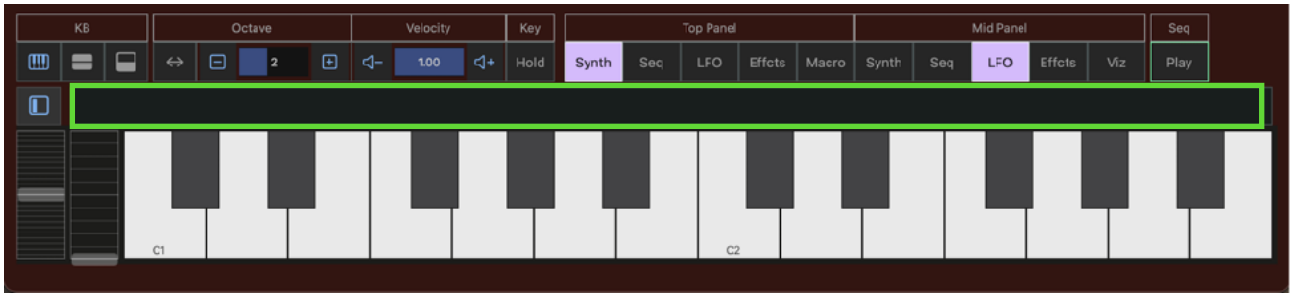 KB Octave Velocity Key Top Panel Mid Panel Seq
2 1.00 Hold Synth Seq LFO Effcts Macro Synth Seq LFO Effcts Viz Play
C1 C2